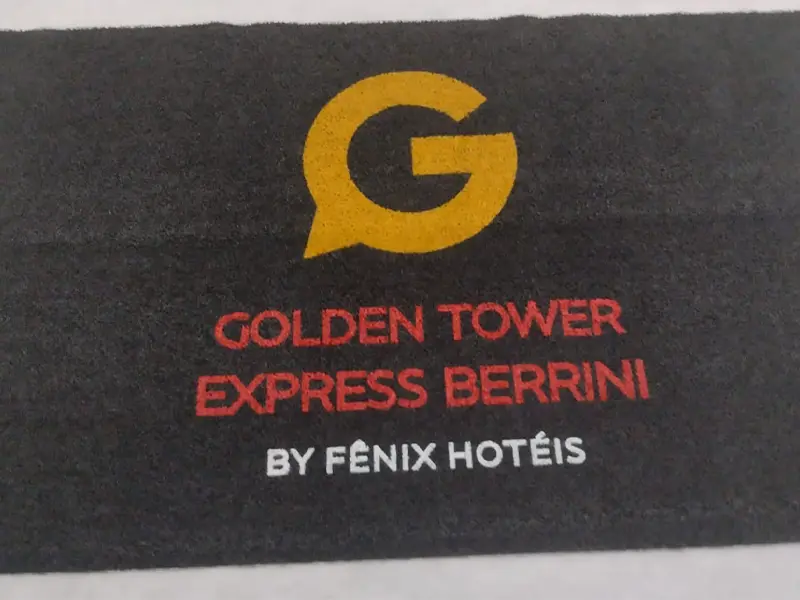 G
GOLDEN TOWER
EXPRESS BERRINI
BY FÊNIX HOTÉIS